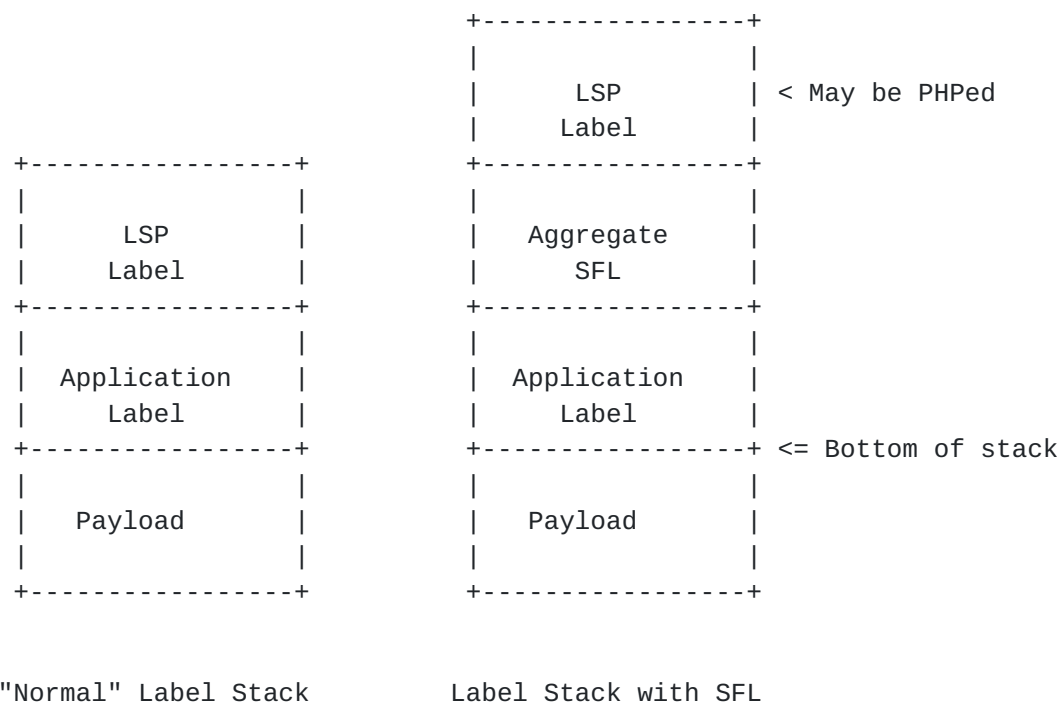 +-----------------+
                              |                 |
                              |      LSP        | < May be PHPed
                              |     Label       |
 +-----------------+          +-----------------+
 |                 |          |                 |
 |      LSP        |          |   Aggregate     |
 |     Label       |          |      SFL        |
 +-----------------+          +-----------------+
 |                 |          |                 |
 |  Application    |          |  Application    |
 |     Label       |          |     Label       |
 +-----------------+          +-----------------+ <= Bottom of stack
 |                 |          |                 |
 |   Payload       |          |   Payload       |
 |                 |          |                 |
 +-----------------+          +-----------------+

"Normal" Label Stack         Label Stack with SFL